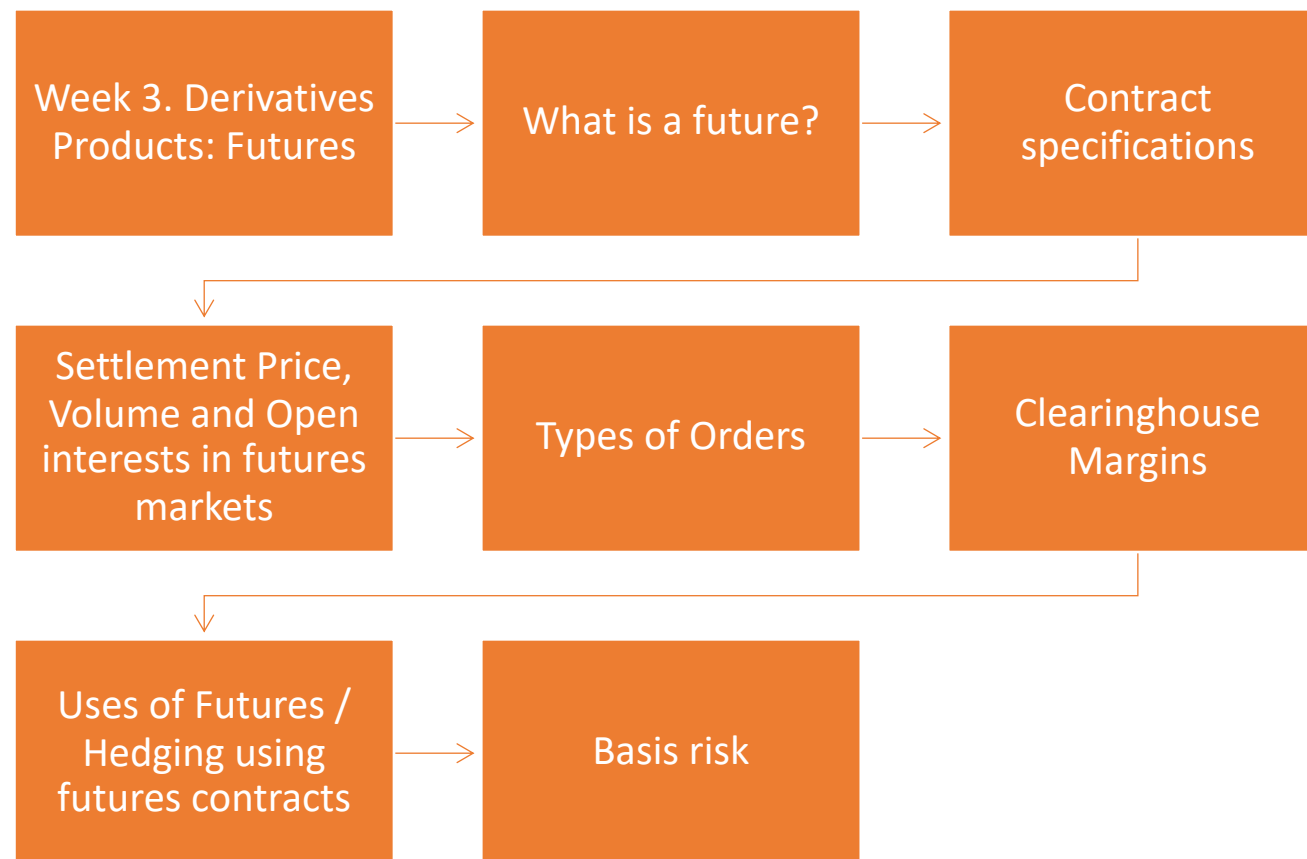 Week 3. Derivatives
Products: Futures
What is a future?
Contract
specifications
Settlement Price,
Volume and Open
interests in futures
markets
Types of Orders
Clearinghouse
Margins
Uses of Futures /
Hedging using
futures contracts
Basis risk